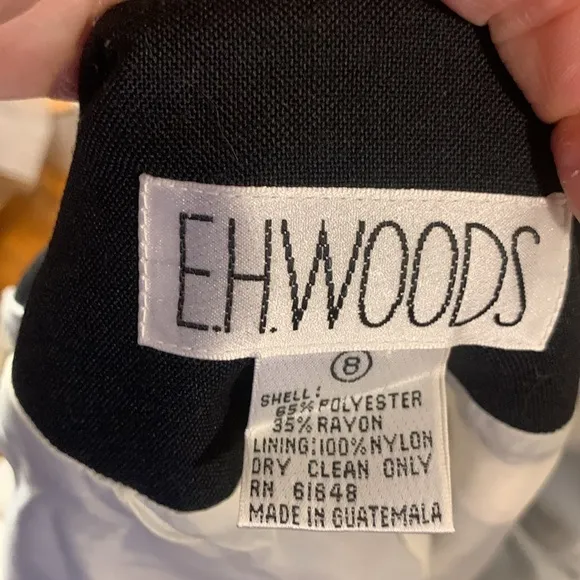 E.H.WOODS
8
SHELL:
65% POLYESTER
35% RAYON
LINING:100% NYLON
DRY CLEAN ONLY
RN 61848
MADE IN GUATEMALA